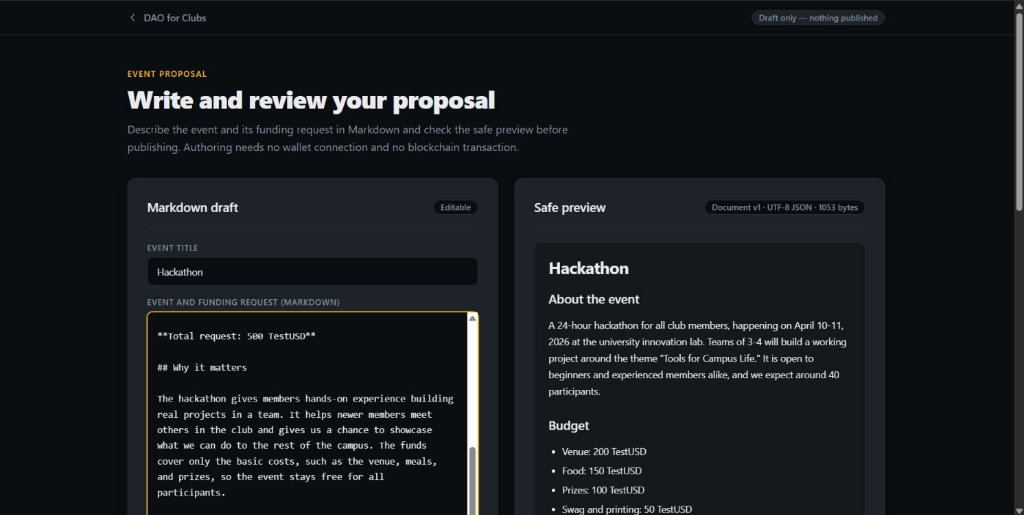 DAO for Clubs
Draft only — nothing published
EVENT PROPOSAL
Write and review your proposal
Describe the event and its funding request in Markdown and check the safe preview before
publishing. Authoring needs no wallet connection and no blockchain transaction.
Markdown draft
Editable
EVENT TITLE
Hackathon
EVENT AND FUNDING REQUEST (MARKDOWN)
**Total request: 500 TestUSD**
## Why it matters
The hackathon gives members hands-on experience building
real projects in a team. It helps newer members meet
others in the club and gives us a chance to showcase
what we can do to the rest of the campus. The funds
cover only the basic costs, such as the venue, meals,
and prizes, so the event stays free for all
participants.
Safe preview
Document v1 · UTF-8 JSON · 1053 bytes
Hackathon
About the event
A 24-hour hackathon for all club members, happening on April 10-11,
2026 at the university innovation lab. Teams of 3-4 will build a working
project around the theme "Tools for Campus Life." It is open to
beginners and experienced members alike, and we expect around 40
participants.
Budget
• Venue: 200 TestUSD
• Food: 150 TestUSD
• Prizes: 100 TestUSD
• Swag and printing: 50 TestUSD